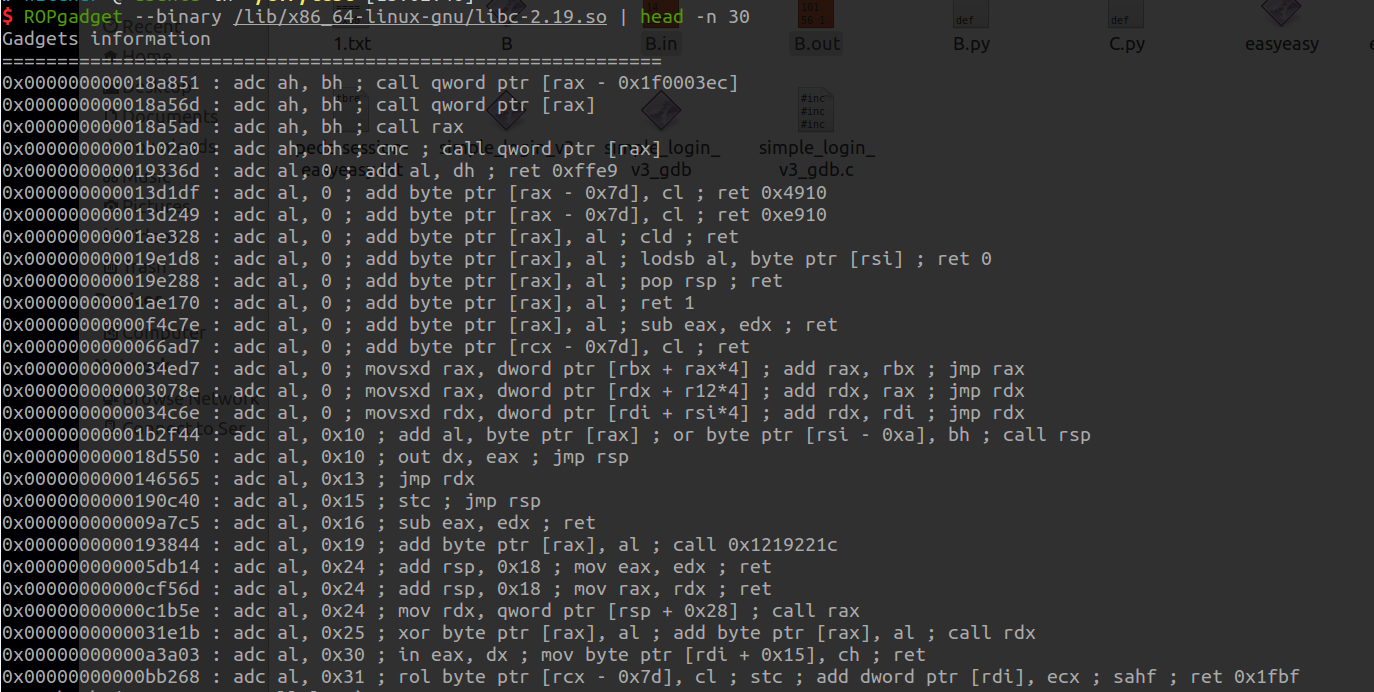 $ ROPgadget --binary /lib/x86_64-linux-gnu/libc-2.19.so | head -n 30
Gadgets information
1.txt B B.in B.out B.py C.py easyeasy
============================================================
0x000000000018a851 : adc ah, bh ; call qword ptr [rax - 0x1f0003ec]
0x000000000018a56d : adc ah, bh ; call qword ptr [rax]
0x000000000018a5ad : adc ah, bh ; call rax
0x00000000001b02a0 : adc ah, bh ; cmc ; call qword ptr [rax]
simple_login_
0x000000000019336d : adc al, 0 ; add al, dh ; ret 0xffe9
v3_gdb v3_gdb.c
0x000000000013d1df : adc al, 0 ; add byte ptr [rax - 0x7d], cl ; ret 0x4910
0x000000000013d249 : adc al, 0 ; add byte ptr [rax - 0x7d], cl ; ret 0xe910
0x00000000001ae328 : adc al, 0 ; add byte ptr [rax], al ; cld ; ret
0x000000000019e1d8 : adc al, 0 ; add byte ptr [rax], al ; lodsb al, byte ptr [rsi] ; ret 0
0x000000000019e288 : adc al, 0 ; add byte ptr [rax], al ; pop rsp ; ret
0x00000000001ae170 : adc al, 0 ; add byte ptr [rax], al ; ret 1
0x00000000000f4c7e : adc al, 0 ; add byte ptr [rax], al ; sub eax, edx ; ret
0x0000000000066ad7 : adc al, 0 ; add byte ptr [rcx - 0x7d], cl ; ret
0x0000000000034ed7 : adc al, 0 ; movsxd rax, dword ptr [rbx + rax*4] ; add rax, rbx ; jmp rax
0x000000000003078e : adc al, 0 ; movsxd rax, dword ptr [rdx + r12*4] ; add rdx, rax ; jmp rdx
0x0000000000034c6e : adc al, 0 ; movsxd rdx, dword ptr [rdi + rsi*4] ; add rdx, rdi ; jmp rdx
0x00000000001b2f44 : adc al, 0x10 ; add al, byte ptr [rax] ; or byte ptr [rsi - 0xa], bh ; call rsp
0x000000000018d550 : adc al, 0x10 ; out dx, eax ; jmp rsp
0x0000000000146565 : adc al, 0x13 ; jmp rdx
0x0000000000190c40 : adc al, 0x15 ; stc ; jmp rsp
0x000000000009a7c5 : adc al, 0x16 ; sub eax, edx ; ret
0x0000000000193844 : adc al, 0x19 ; add byte ptr [rax], al ; call 0x1219221c
0x000000000005db14 : adc al, 0x24 ; add rsp, 0x18 ; mov eax, edx ; ret
0x00000000000cf56d : adc al, 0x24 ; add rsp, 0x18 ; mov rax, rdx ; ret
0x00000000000c1b5e : adc al, 0x24 ; mov rdx, qword ptr [rsp + 0x28] ; call rax
0x0000000000031e1b : adc al, 0x25 ; xor byte ptr [rax], al ; add byte ptr [rax], al ; call rdx
0x00000000000a3a03 : adc al, 0x30 ; in eax, dx ; mov byte ptr [rdi + 0x15], ch ; ret
0x00000000000bb268 : adc al, 0x31 ; rol byte ptr [rcx - 0x7d], cl ; stc ; add dword ptr [rdi], ecx ; sahf ; ret 0x1fbf